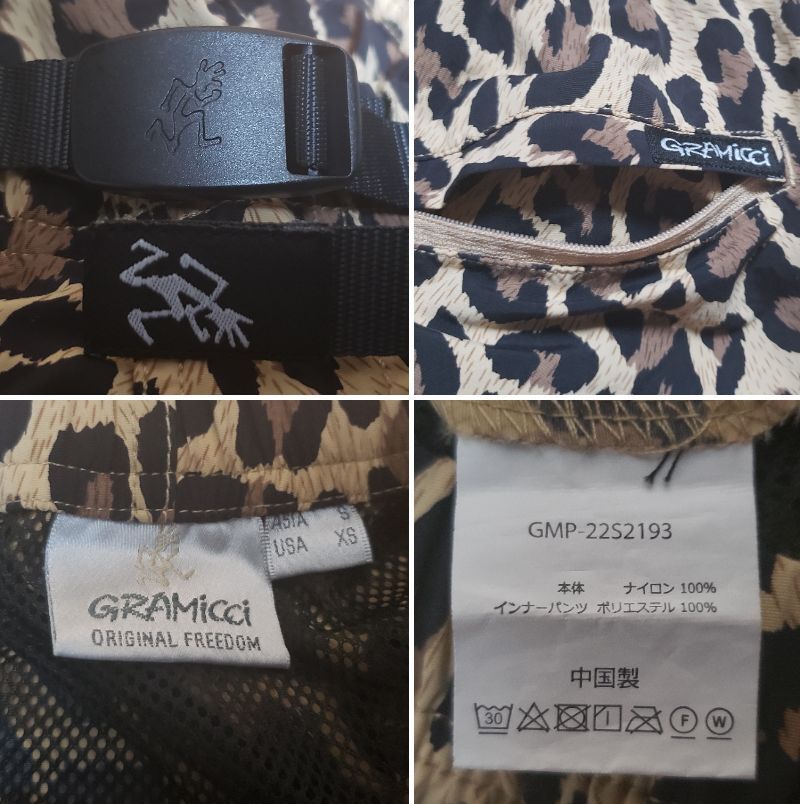 GRAMiCCi
ASIA S
USA XS
GRAMiCCi
ORIGINAL FREEDOM
GMP-22S2193
本体 ナイロン 100%
インナーパンツ ポリエステル 100%
中国製
30 F W